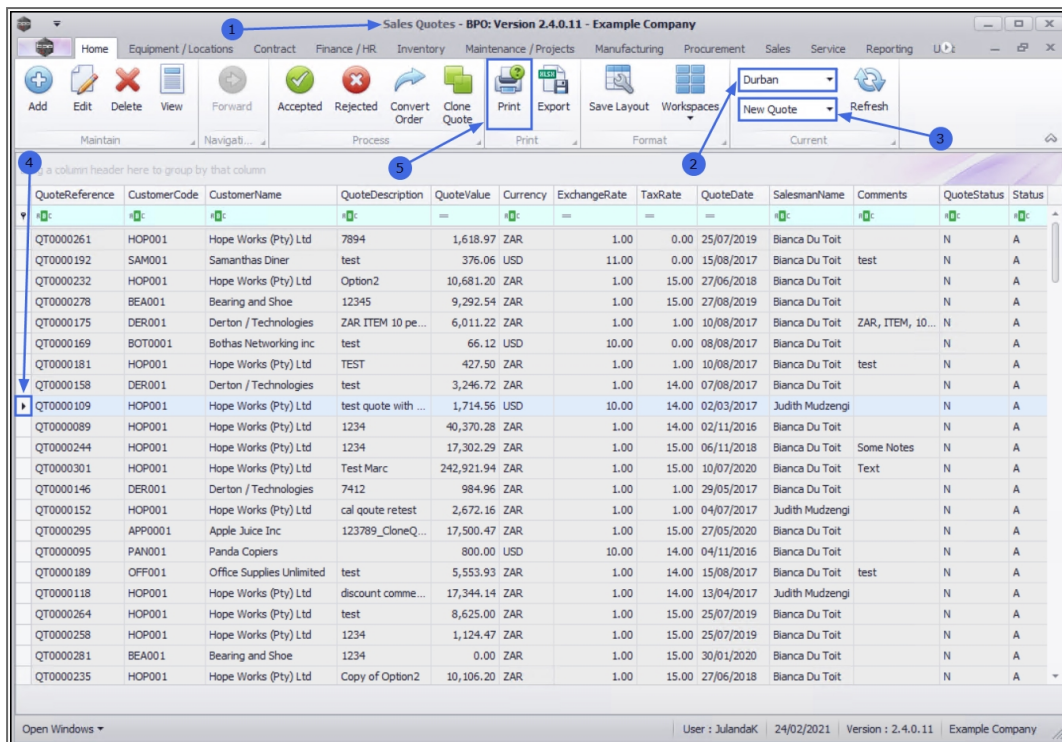 1
Sales Quotes - BPO: Version 2.4.0.11 - Example Company
Home Equipment / Locations Contract Finance / HR Inventory Maintenance / Projects Manufacturing Procurement Sales Service Reporting
Add Edit Delete View Forward Accepted Rejected Convert Order Clone Quote Print Export Save Layout Workspaces Durban New Quote Refresh
Maintain Navigati... Process Print Format Current
4 5 2 3
a column header here to group by that column
QuoteReference CustomerCode CustomerName QuoteDescription QuoteValue Currency ExchangeRate TaxRate QuoteDate SalesmanName Comments QuoteStatus Status
QT0000261 HOP001 Hope Works (Pty) Ltd 7894 1,618.97 ZAR 1.00 0.00 25/07/2019 Bianca Du Toit N A
QT0000192 SAM001 Samanthas Diner test 376.06 USD 11.00 0.00 15/08/2017 Bianca Du Toit test N A
QT0000232 HOP001 Hope Works (Pty) Ltd Option2 10,681.20 ZAR 1.00 15.00 27/06/2018 Bianca Du Toit N A
QT0000278 BEA001 Bearing and Shoe 12345 9,292.54 ZAR 1.00 15.00 27/08/2019 Bianca Du Toit N A
QT0000175 DER001 Derton / Technologies ZAR ITEM 10 pe... 6,011.22 ZAR 1.00 1.00 10/08/2017 Bianca Du Toit ZAR, ITEM, 10... N A
QT0000169 BOT0001 Bothas Networking inc test 66.12 USD 10.00 0.00 08/08/2017 Bianca Du Toit N A
QT0000181 HOP001 Hope Works (Pty) Ltd TEST 427.50 ZAR 1.00 1.00 10/08/2017 Bianca Du Toit test N A
QT0000158 DER001 Derton / Technologies test 3,246.72 ZAR 1.00 14.00 07/08/2017 Bianca Du Toit N A
QT0000109 HOP001 Hope Works (Pty) Ltd test quote with ... 1,714.56 USD 10.00 14.00 02/03/2017 Judith Mudzengi N A
QT0000089 HOP001 Hope Works (Pty) Ltd 1234 40,370.28 ZAR 1.00 14.00 02/11/2016 Bianca Du Toit N A
QT0000244 HOP001 Hope Works (Pty) Ltd 1234 17,302.29 ZAR 1.00 15.00 06/11/2018 Bianca Du Toit Some Notes N A
QT0000301 HOP001 Hope Works (Pty) Ltd Test Marc 242,921.94 ZAR 1.00 15.00 10/07/2020 Bianca Du Toit Text N A
QT0000146 DER001 Derton / Technologies 7412 984.96 ZAR 1.00 1.00 29/05/2017 Bianca Du Toit N A
QT0000152 HOP001 Hope Works (Pty) Ltd cal qoute retest 2,672.16 ZAR 1.00 1.00 04/07/2017 Judith Mudzengi N A
QT0000295 APP0001 Apple Juice Inc 123789_CloneQ... 17,500.47 ZAR 1.00 15.00 27/05/2020 Bianca Du Toit N A
QT0000095 PAN001 Panda Copiers 800.00 USD 10.00 14.00 04/11/2016 Bianca Du Toit N A
QT0000189 OFF001 Office Supplies Unlimited test 5,553.93 ZAR 1.00 14.00 15/08/2017 Bianca Du Toit test N A
QT0000118 HOP001 Hope Works (Pty) Ltd discount comme... 17,344.14 ZAR 1.00 14.00 13/04/2017 Judith Mudzengi N A
QT0000264 HOP001 Hope Works (Pty) Ltd test 8,625.00 ZAR 1.00 15.00 25/07/2019 Bianca Du Toit N A
QT0000258 HOP001 Hope Works (Pty) Ltd 1234 1,124.47 ZAR 1.00 15.00 25/07/2019 Bianca Du Toit N A
QT0000281 BEA001 Bearing and Shoe 1234 0.00 ZAR 1.00 15.00 30/01/2020 Bianca Du Toit N A
QT0000235 HOP001 Hope Works (Pty) Ltd Copy of Option2 10,106.20 ZAR 1.00 15.00 27/06/2018 Bianca Du Toit N A
Open Windows User : JulandaK 24/02/2021 Version : 2.4.0.11 Example Company